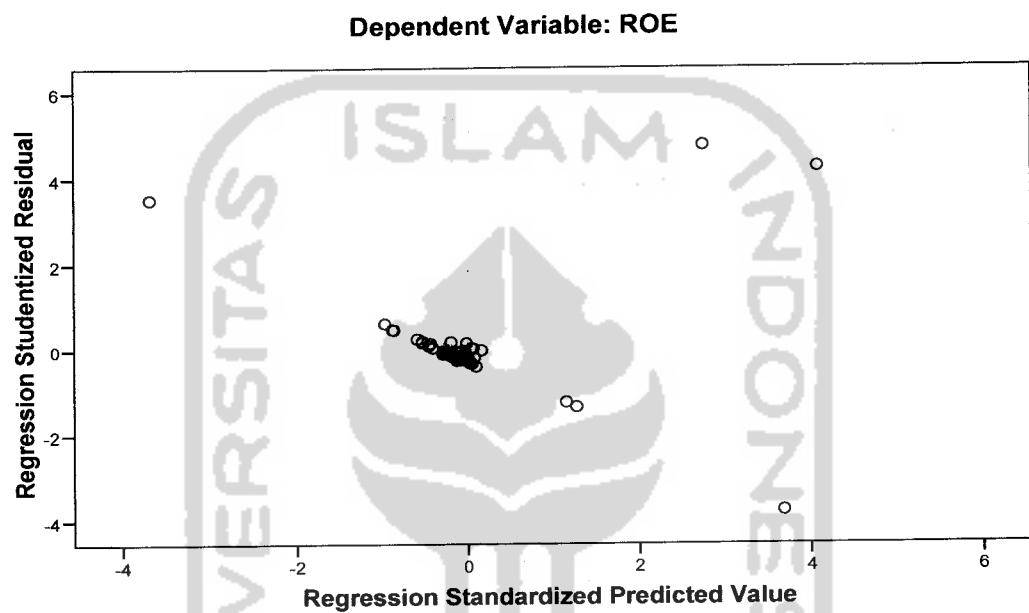 Dependent Variable: ROE
Regression Studentized Residual
6
4
2
0
-2
-4
-4
-2
0
2
4
6
Regression Standardized Predicted Value
ISLAM
VERSITAS
INDONES